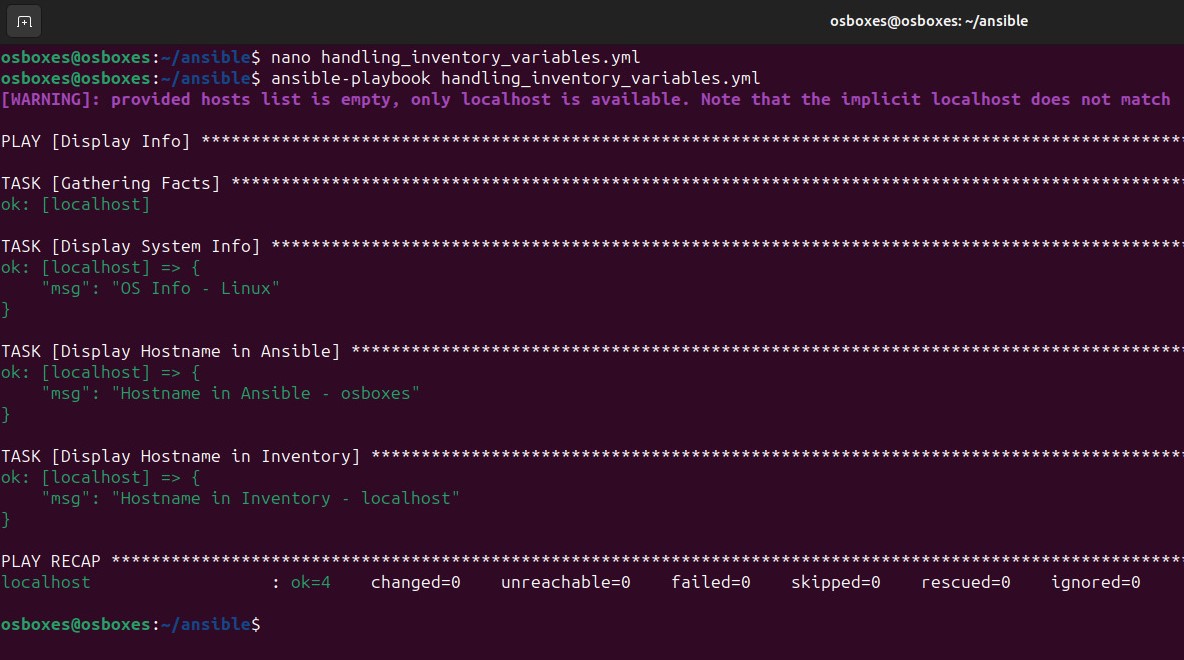 osboxes@osboxes: ~/ansible
osboxes@osboxes:~/ansible$ nano handling_inventory_variables.yml
osboxes@osboxes:~/ansible$ ansible-playbook handling_inventory_variables.yml
[WARNING]: provided hosts list is empty, only localhost is available. Note that the implicit localhost does not match
PLAY [Display Info] ***************************************************************************************************
TASK [Gathering Facts] ************************************************************************************************
ok: [localhost]
TASK [Display System Info] ********************************************************************************************
ok: [localhost] => {
    "msg": "OS Info - Linux"
}
TASK [Display Hostname in Ansible] ************************************************************************************
ok: [localhost] => {
    "msg": "Hostname in Ansible - osboxes"
}
TASK [Display Hostname in Inventory] **********************************************************************************
ok: [localhost] => {
    "msg": "Hostname in Inventory - localhost"
}
PLAY RECAP ************************************************************************************************************
localhost                  : ok=4    changed=0    unreachable=0    failed=0    skipped=0    rescued=0    ignored=0
osboxes@osboxes:~/ansible$